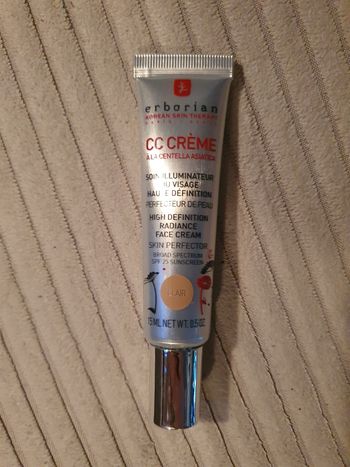 erborian
KOREAN SKIN THERAPY
CC CRÈME
À LA CENTELLA ASIATICA
SOIN ILLUMINATEUR
DU VISAGE
HAUTE DÉFINITION
PERFECTEUR DE PEAU
HIGH DEFINITION
RADIANCE
FACE CREAM
SKIN PERFECTOR
BROAD SPECTRUM
SPF 25 SUNSCREEN
CLAIR
15 ML NET WT. 0.5 OZ